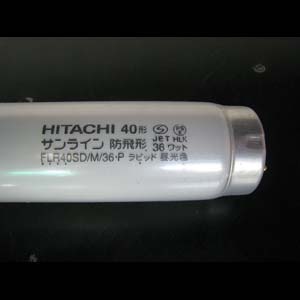 HITACHI 40形
JET HLK
サンライン 防飛形 36ワット
FLR40SD/M/36・P ラピッド 昼光色